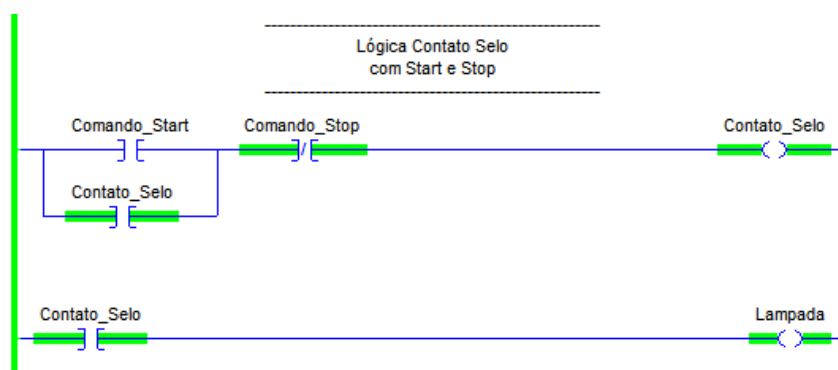 Lógica Contato Selo
com Start e Stop
Comando_Start Comando_Stop Contato_Selo
Contato_Selo
Contato_Selo Lampada